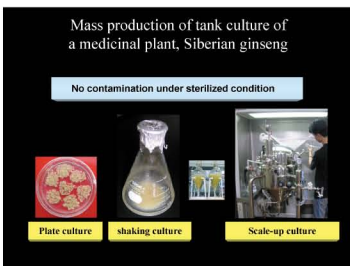 Mass production of tank culture of
a medicinal plant, Siberian ginseng
No contamination under sterilized condition
Plate culture
shaking culture
Scale-up culture